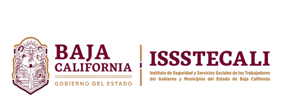 BAJA
CALIFORNIA
GOBIERNO DEL ESTADO
ISSSTECALI
Instituto de Seguridad y Servicios Sociales de los Trabajadores
del Gobierno y Municipios del Estado de Baja California